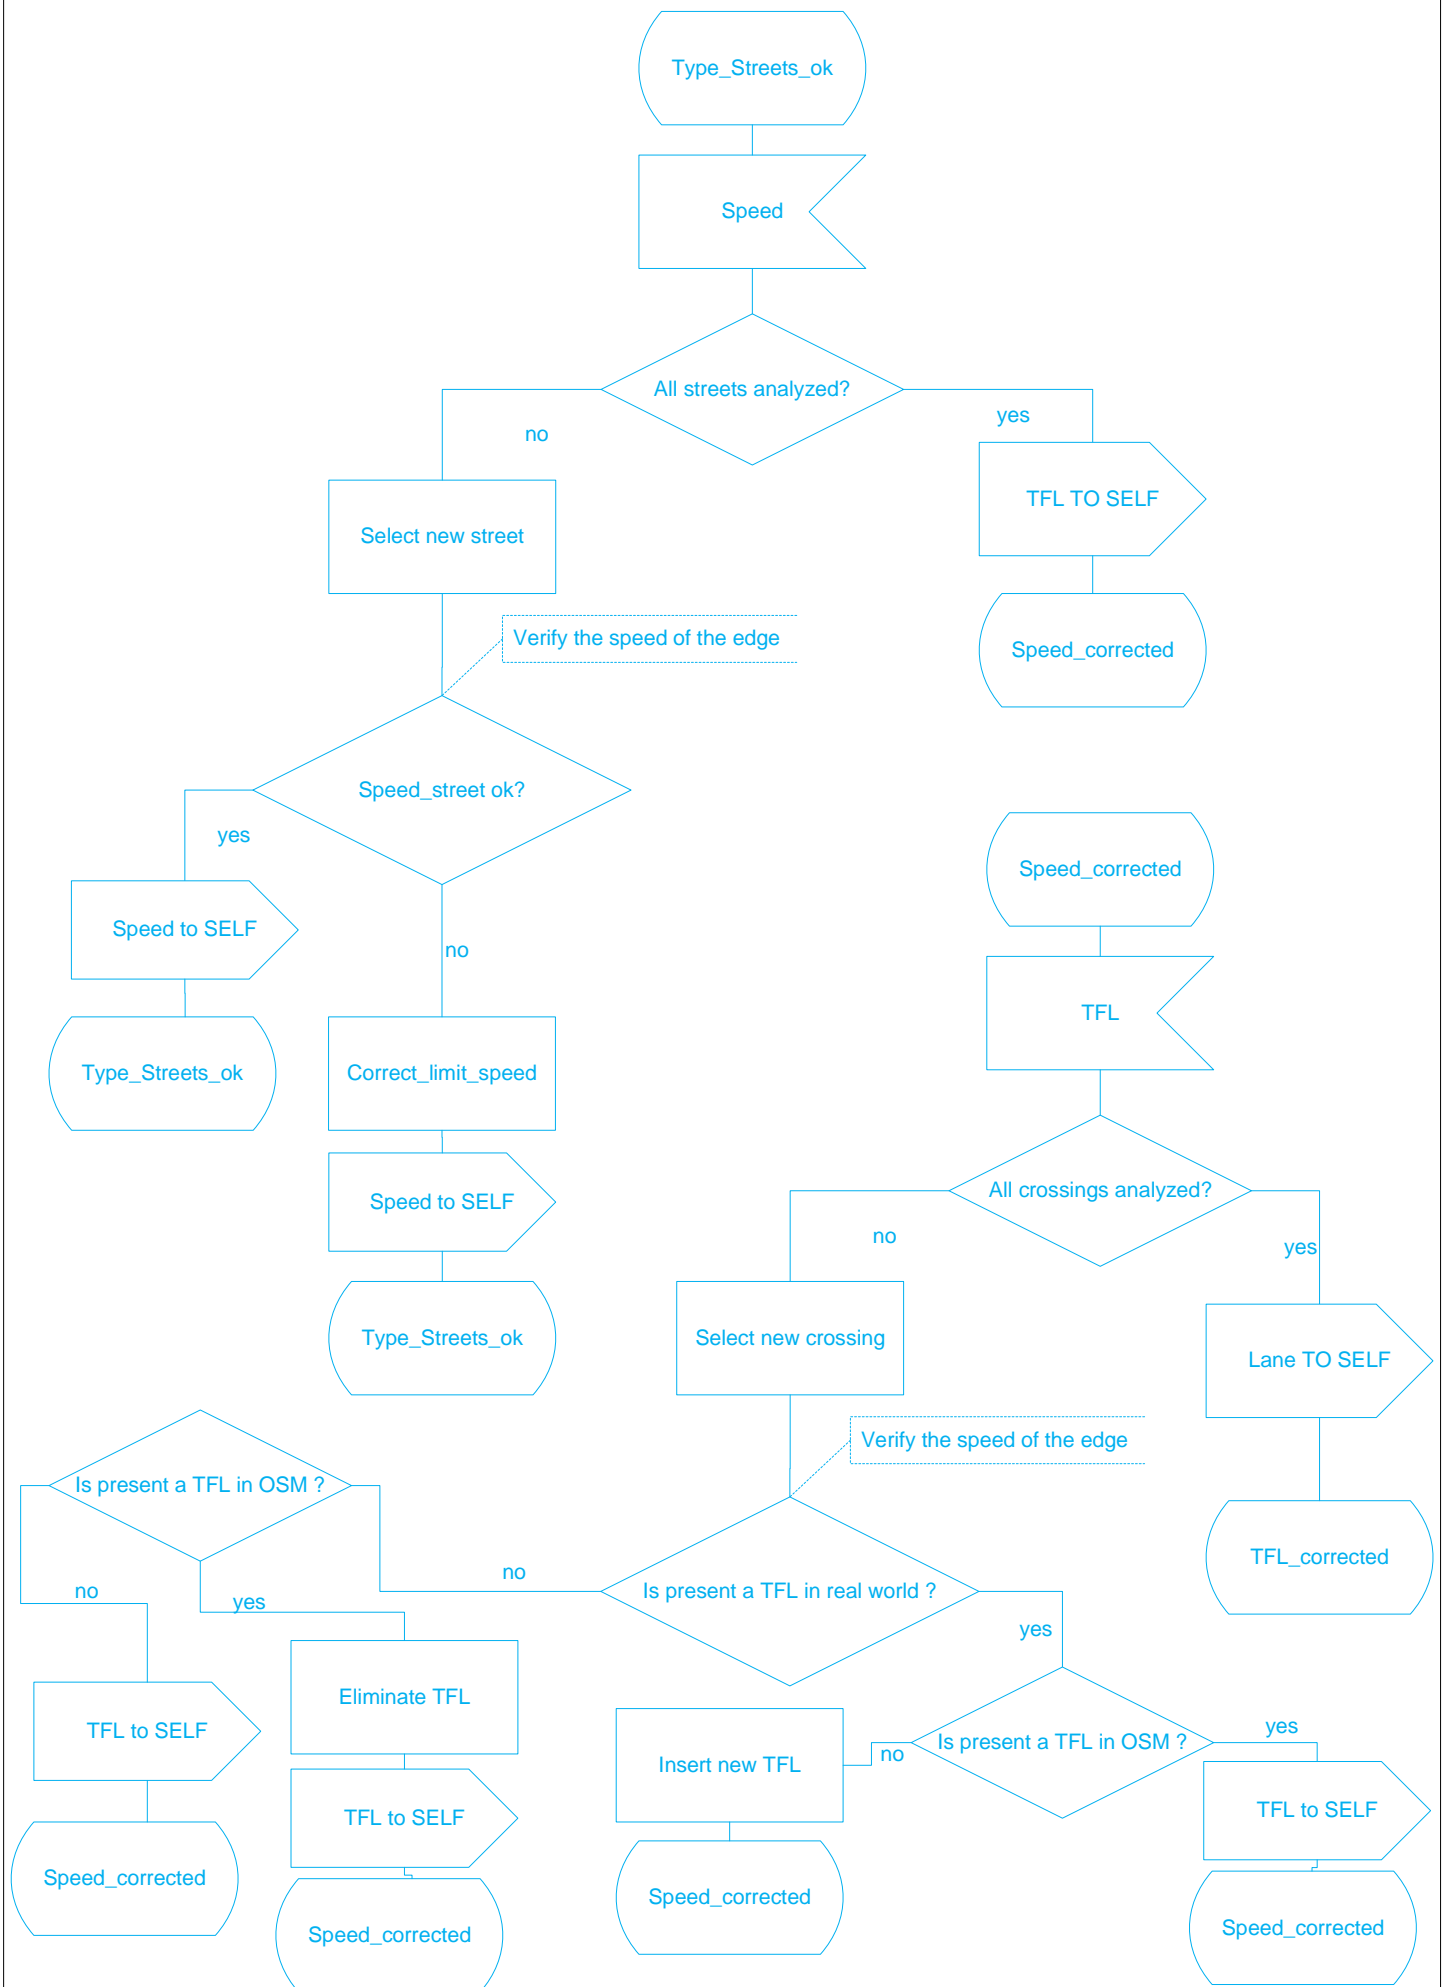 Type_Streets_ok
Speed
All streets analyzed?
no
yes
Select new street
TFL TO SELF
Verify the speed of the edge
Speed_corrected
Speed_street ok?
yes
no
Speed to SELF
Type_Streets_ok
Correct_limit_speed
Speed to SELF
Type_Streets_ok
Speed_corrected
TFL
All crossings analyzed?
no
yes
Select new crossing
Lane TO SELF
Verify the speed of the edge
TFL_corrected
Is present a TFL in real world ?
no
yes
Is present a TFL in OSM ?
no
yes
TFL to SELF
Speed_corrected
Eliminate TFL
TFL to SELF
Speed_corrected
Is present a TFL in OSM ?
no
yes
Insert new TFL
Speed_corrected
TFL to SELF
Speed_corrected